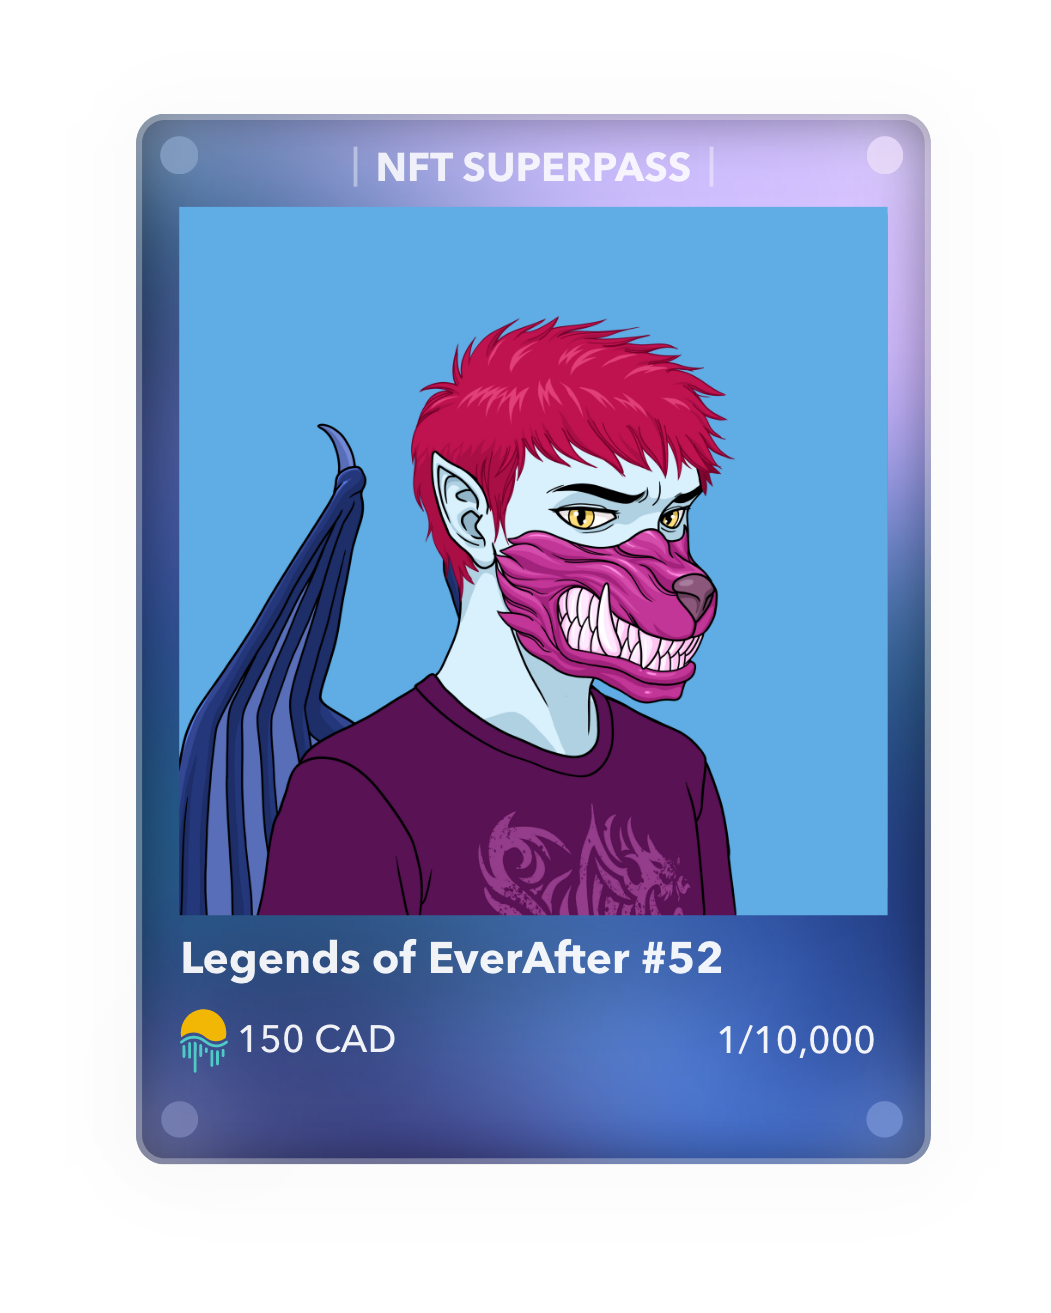 | NFT SUPERPASS |
Legends of EverAfter #52
150 CAD
1/10,000